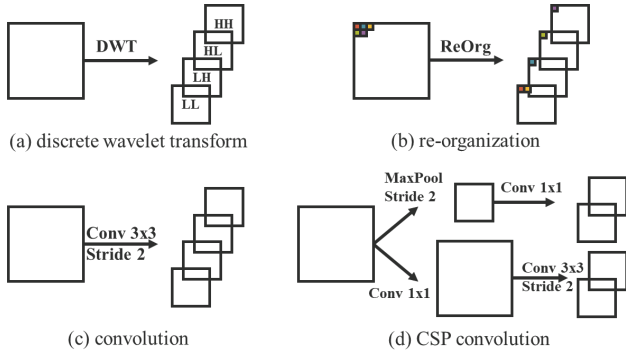 DWT
HH
HL
LH
LL
(a) discrete wavelet transform
ReOrg
(b) re-organization
Conv 3x3
Stride 2
(c) convolution
MaxPool
Stride 2
Conv 1x1
Conv 1x1
Conv 3x3
Stride 2
(d) CSP convolution